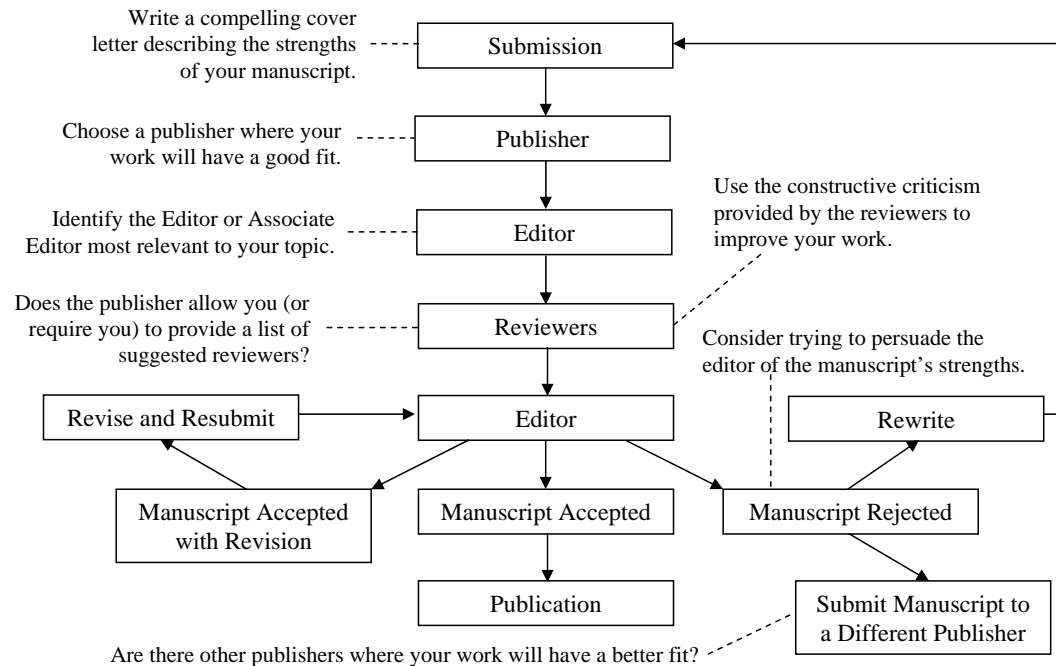 Write a compelling cover
letter describing the strengths
of your manuscript.
Submission
Choose a publisher where your
work will have a good fit.
Publisher
Identify the Editor or Associate
Editor most relevant to your topic.
Editor
Use the constructive criticism
provided by the reviewers to
improve your work.
Does the publisher allow you (or
require you) to provide a list of
suggested reviewers?
Reviewers
Consider trying to persuade the
editor of the manuscript’s strengths.
Revise and Resubmit
Editor
Rewrite
Manuscript Accepted
with Revision
Manuscript Accepted
Manuscript Rejected
Publication
Submit Manuscript to
a Different Publisher
Are there other publishers where your work will have a better fit?